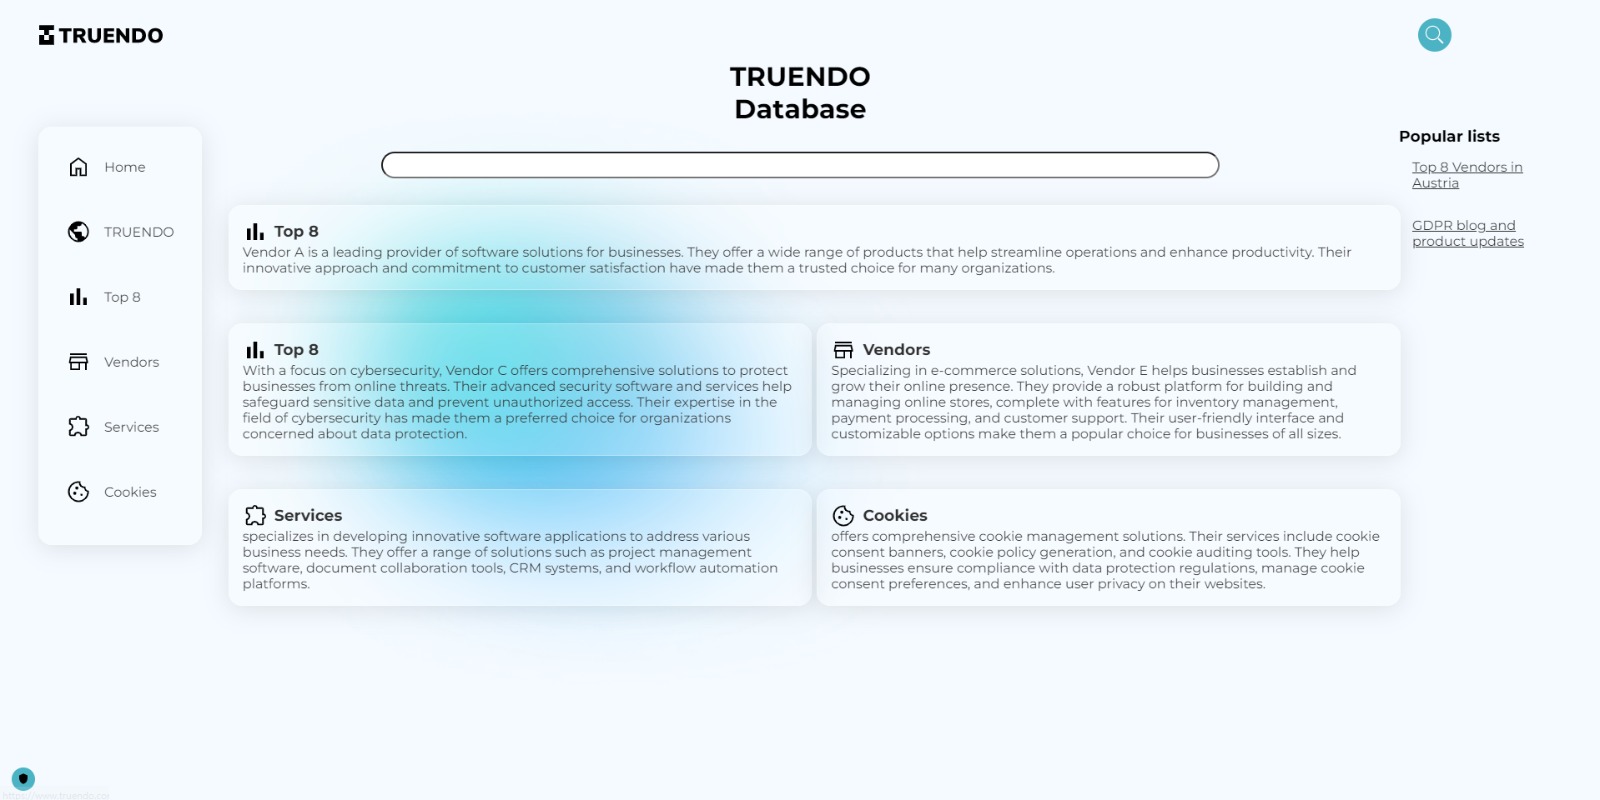 TRUENDO
TRUENDO
Database
Home
TRUENDO
Top 8
Vendors
Services
Cookies
Top 8
Vendor A is a leading provider of software solutions for businesses. They offer a wide range of products that help streamline operations and enhance productivity. Their
innovative approach and commitment to customer satisfaction have made them a trusted choice for many organizations.
Top 8
With a focus on cybersecurity, Vendor C offers comprehensive solutions to protect
businesses from online threats. Their advanced security software and services help
safeguard sensitive data and prevent unauthorized access. Their expertise in the
field of cybersecurity has made them a preferred choice for organizations
concerned about data protection.
Vendors
Specializing in e-commerce solutions, Vendor E helps businesses establish and
grow their online presence. They provide a robust platform for building and
managing online stores, complete with features for inventory management,
payment processing, and customer support. Their user-friendly interface and
customizable options make them a popular choice for businesses of all sizes.
Services
specializes in developing innovative software applications to address various
business needs. They offer a range of solutions such as project management
software, document collaboration tools, CRM systems, and workflow automation
platforms.
Cookies
offers comprehensive cookie management solutions. Their services include cookie
consent banners, cookie policy generation, and cookie auditing tools. They help
businesses ensure compliance with data protection regulations, manage cookie
consent preferences, and enhance user privacy on their websites.
Popular lists
Top 8 Vendors in
Austria
GDPR blog and
product updates